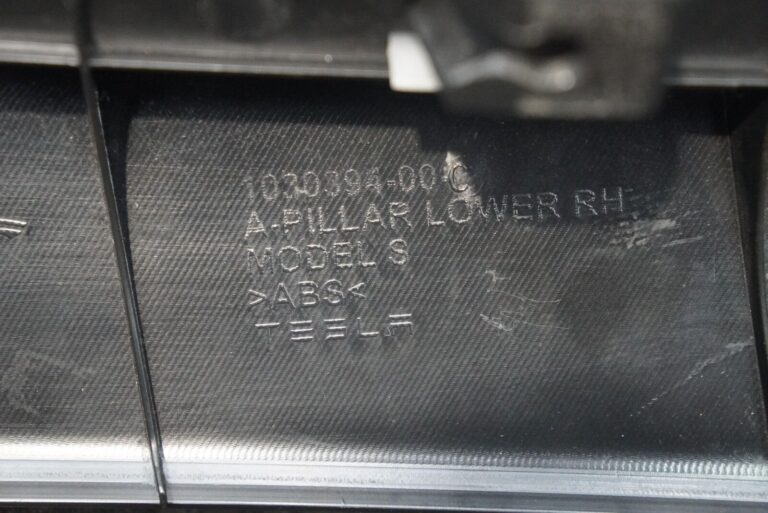 1030394-00-C
A-PILLAR LOWER RH
MODEL S
>ABS<
TESLA